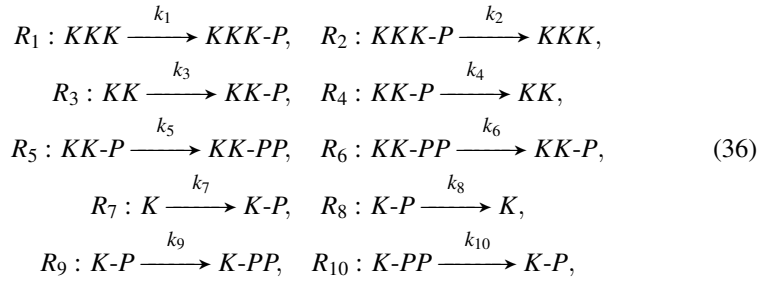 R₁ : KKK —k₁→ KKK-P, R₂ : KKK-P —k₂→ KKK,
R₃ : KK —k₃→ KK-P, R₄ : KK-P —k₄→ KK,
R₅ : KK-P —k₅→ KK-PP, R₆ : KK-PP —k₆→ KK-P, (36)
R₇ : K —k₇→ K-P, R₈ : K-P —k₈→ K,
R₉ : K-P —k₉→ K-PP, R₁₀ : K-PP —k₁₀→ K-P,